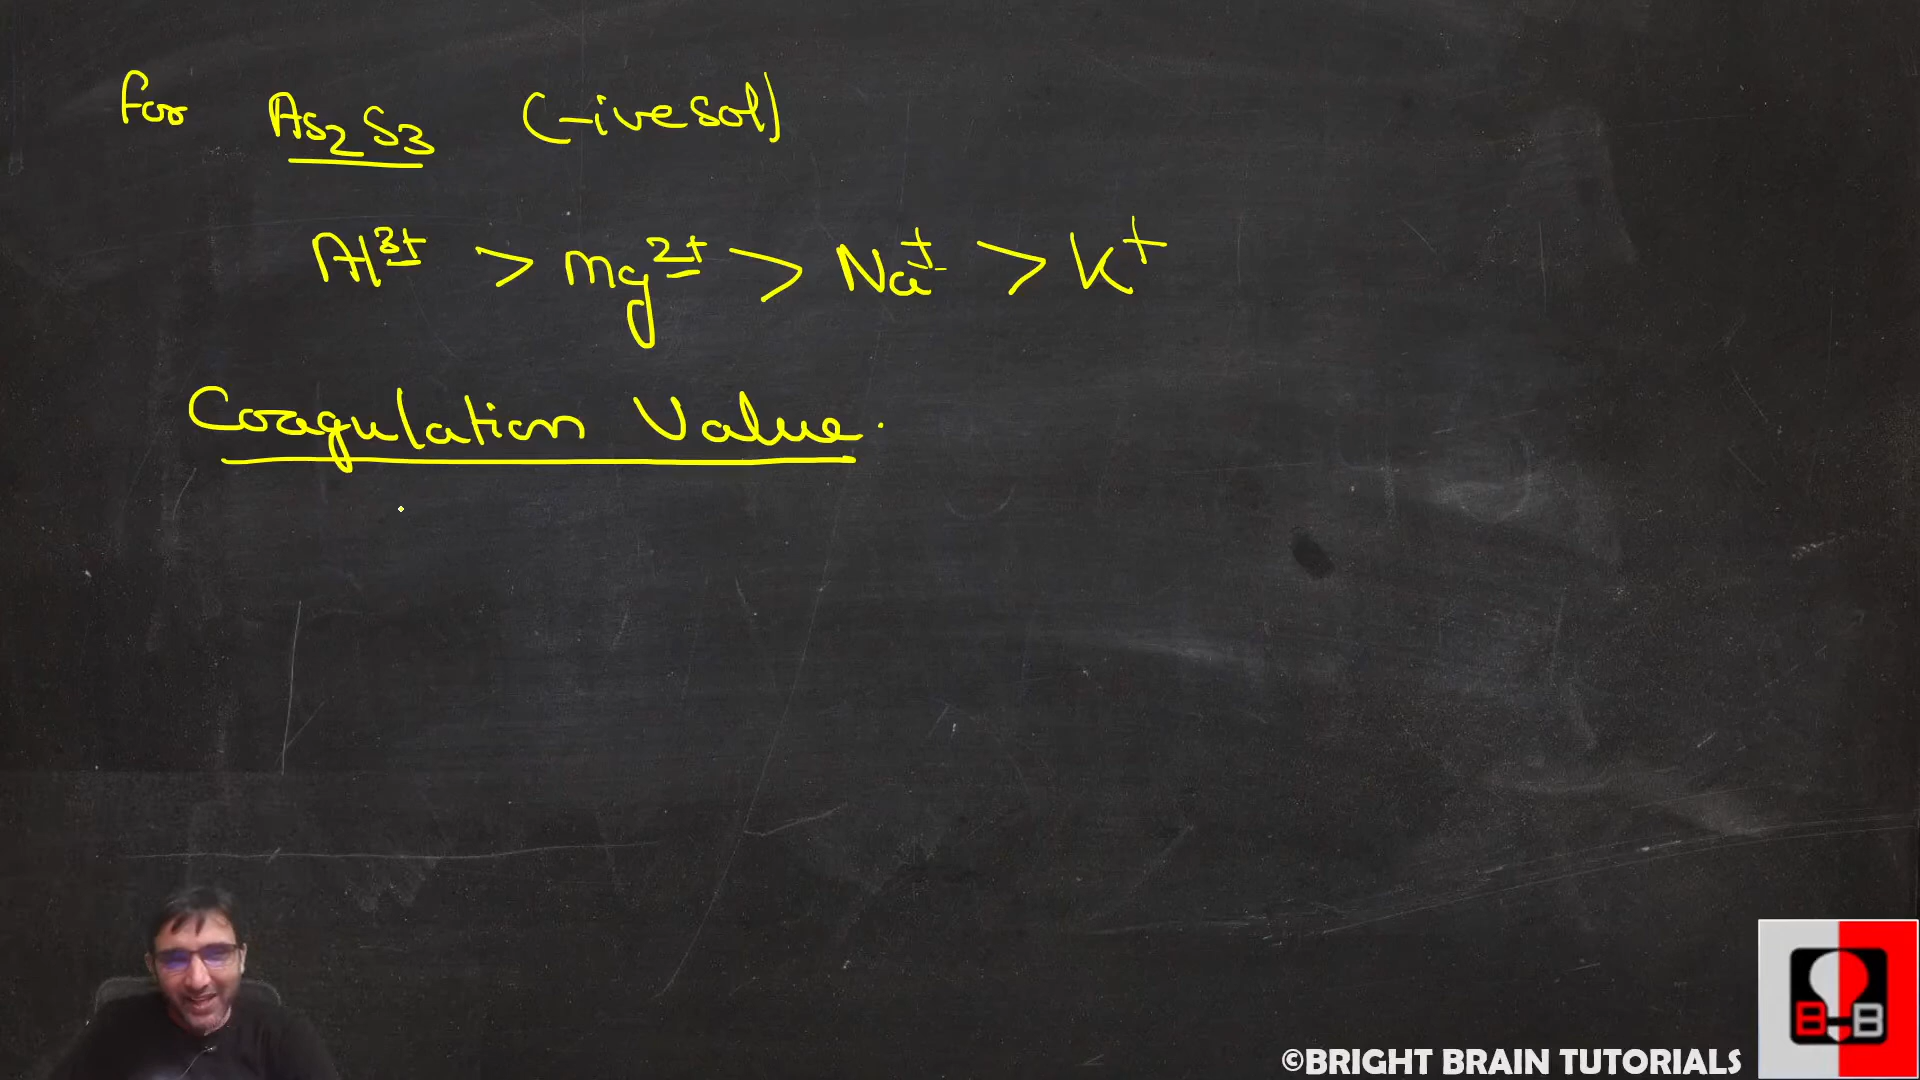 For As2S3 (-ive sol)
Al3+ > Mg2+ > Na+ > K+
Coagulation Value.
B B
©BRIGHT BRAIN TUTORIALS